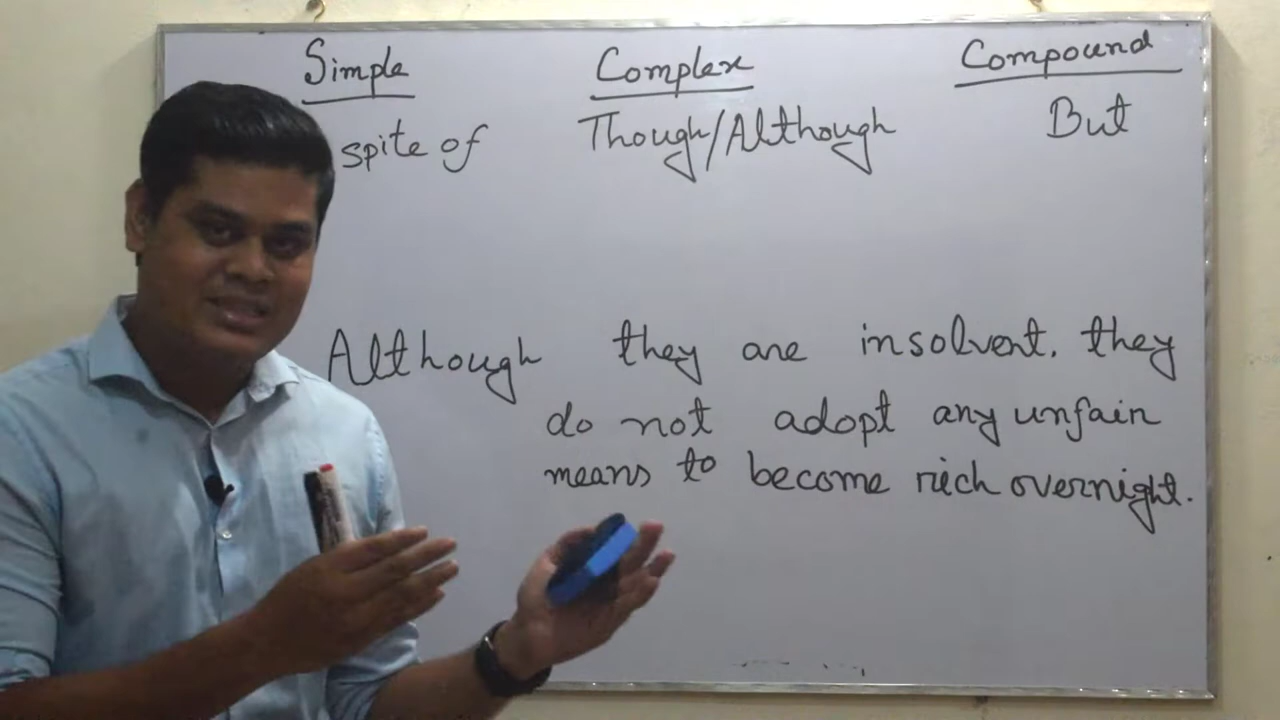 Simple Complex Compound
spite of Though/Although But
Although they are insolvent, they
do not adopt any unfair
means to become rich overnight.